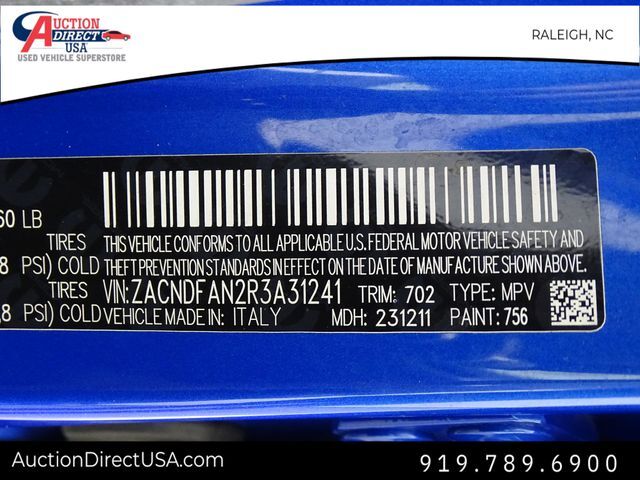 AUCTION
DIRECT
USA
USED VEHICLE SUPERSTORE
RALEIGH, NC
60 LB
TIRES
8 PSI) COLD
TIRES
,8 PSI) COLD
THIS VEHICLE CONFORMS TO ALL APPLICABLE U.S. FEDERAL MOTOR VEHICLE SAFETY AND
THEFT PREVENTION STANDARDS IN EFFECT ON THE DATE OF MANUFACTURE SHOWN ABOVE.
VIN: ZACNDFAN2R3A31241 TRIM: 702 TYPE: MPV
VEHICLE MADE IN: ITALY MDH: 231211 PAINT: 756
AuctionDirectUSA.com
919.789.6900